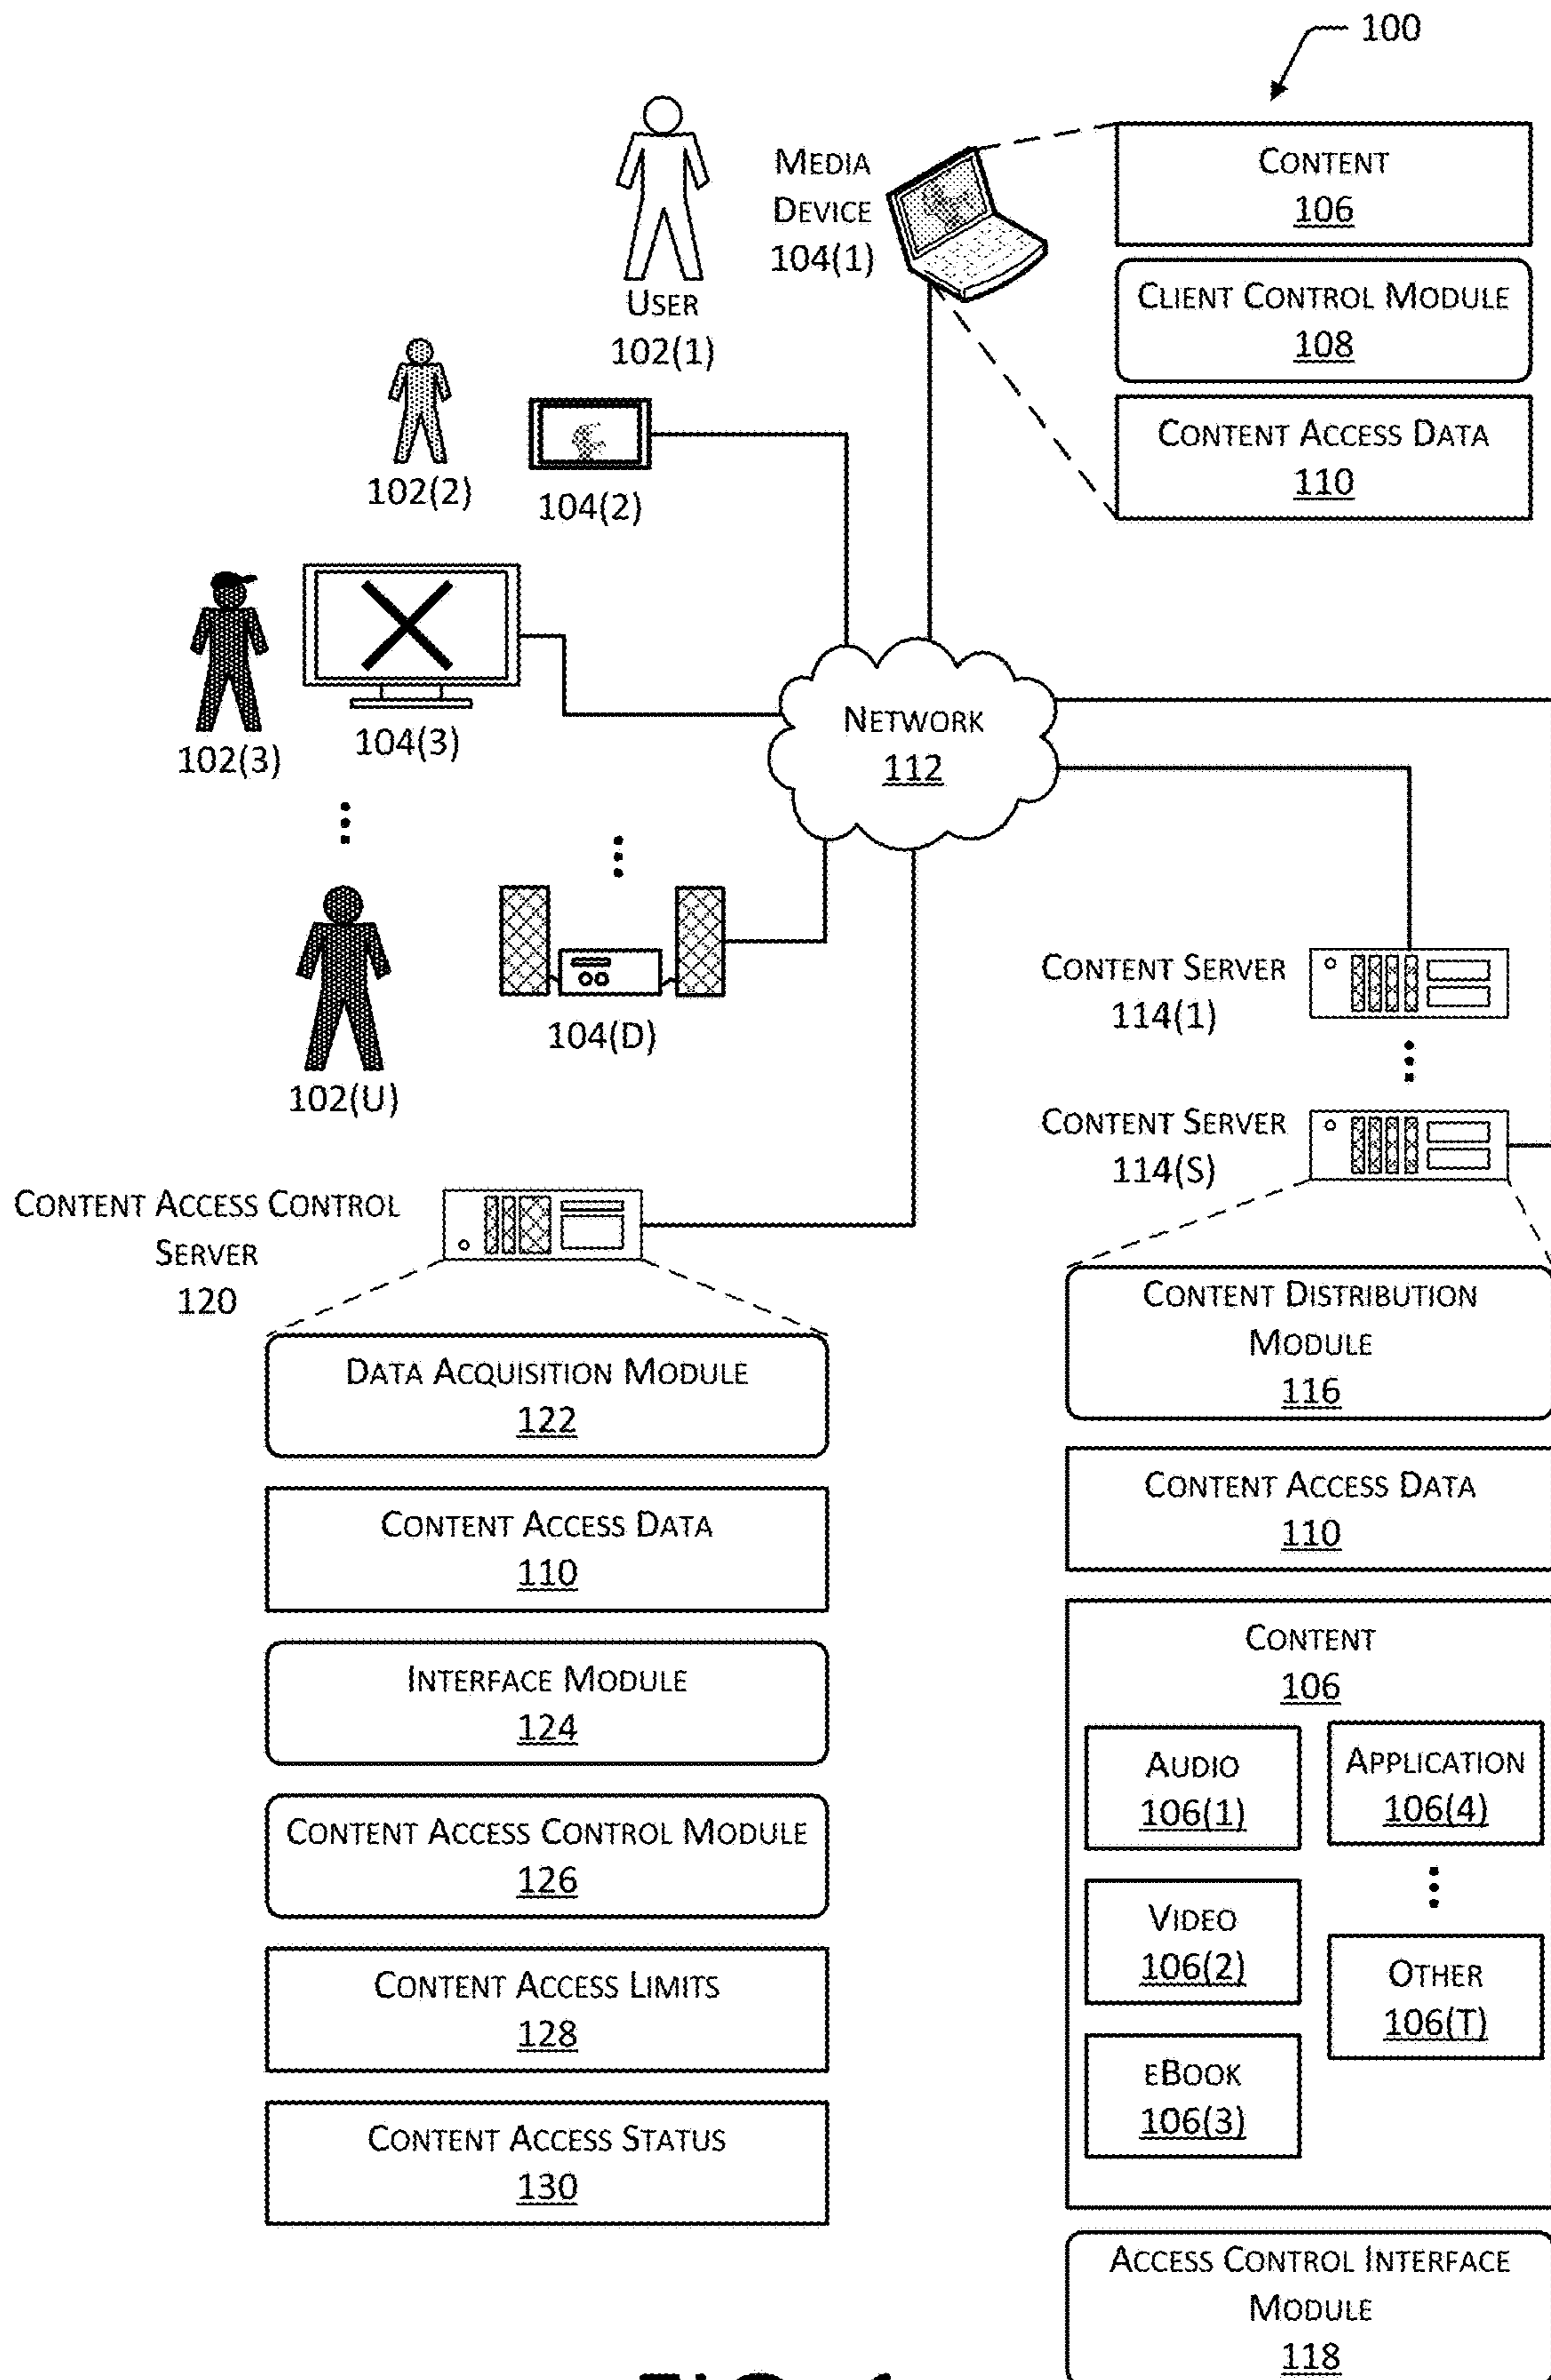 100
MEDIA
DEVICE
104(1)
USER
102(1)
CONTENT
106
CLIENT CONTROL MODULE
108
CONTENT ACCESS DATA
110
102(2)
104(2)
102(3)
104(3)
NETWORK
112
102(U)
104(D)
CONTENT SERVER
114(1)
CONTENT SERVER
114(S)
CONTENT ACCESS CONTROL
SERVER
120
DATA ACQUISITION MODULE
122
CONTENT ACCESS DATA
110
INTERFACE MODULE
124
CONTENT ACCESS CONTROL MODULE
126
CONTENT ACCESS LIMITS
128
CONTENT ACCESS STATUS
130
CONTENT DISTRIBUTION
MODULE
116
CONTENT ACCESS DATA
110
CONTENT
106
AUDIO
106(1)
VIDEO
106(2)
EBOOK
106(3)
APPLICATION
106(4)
OTHER
106(T)
ACCESS CONTROL INTERFACE
MODULE
118